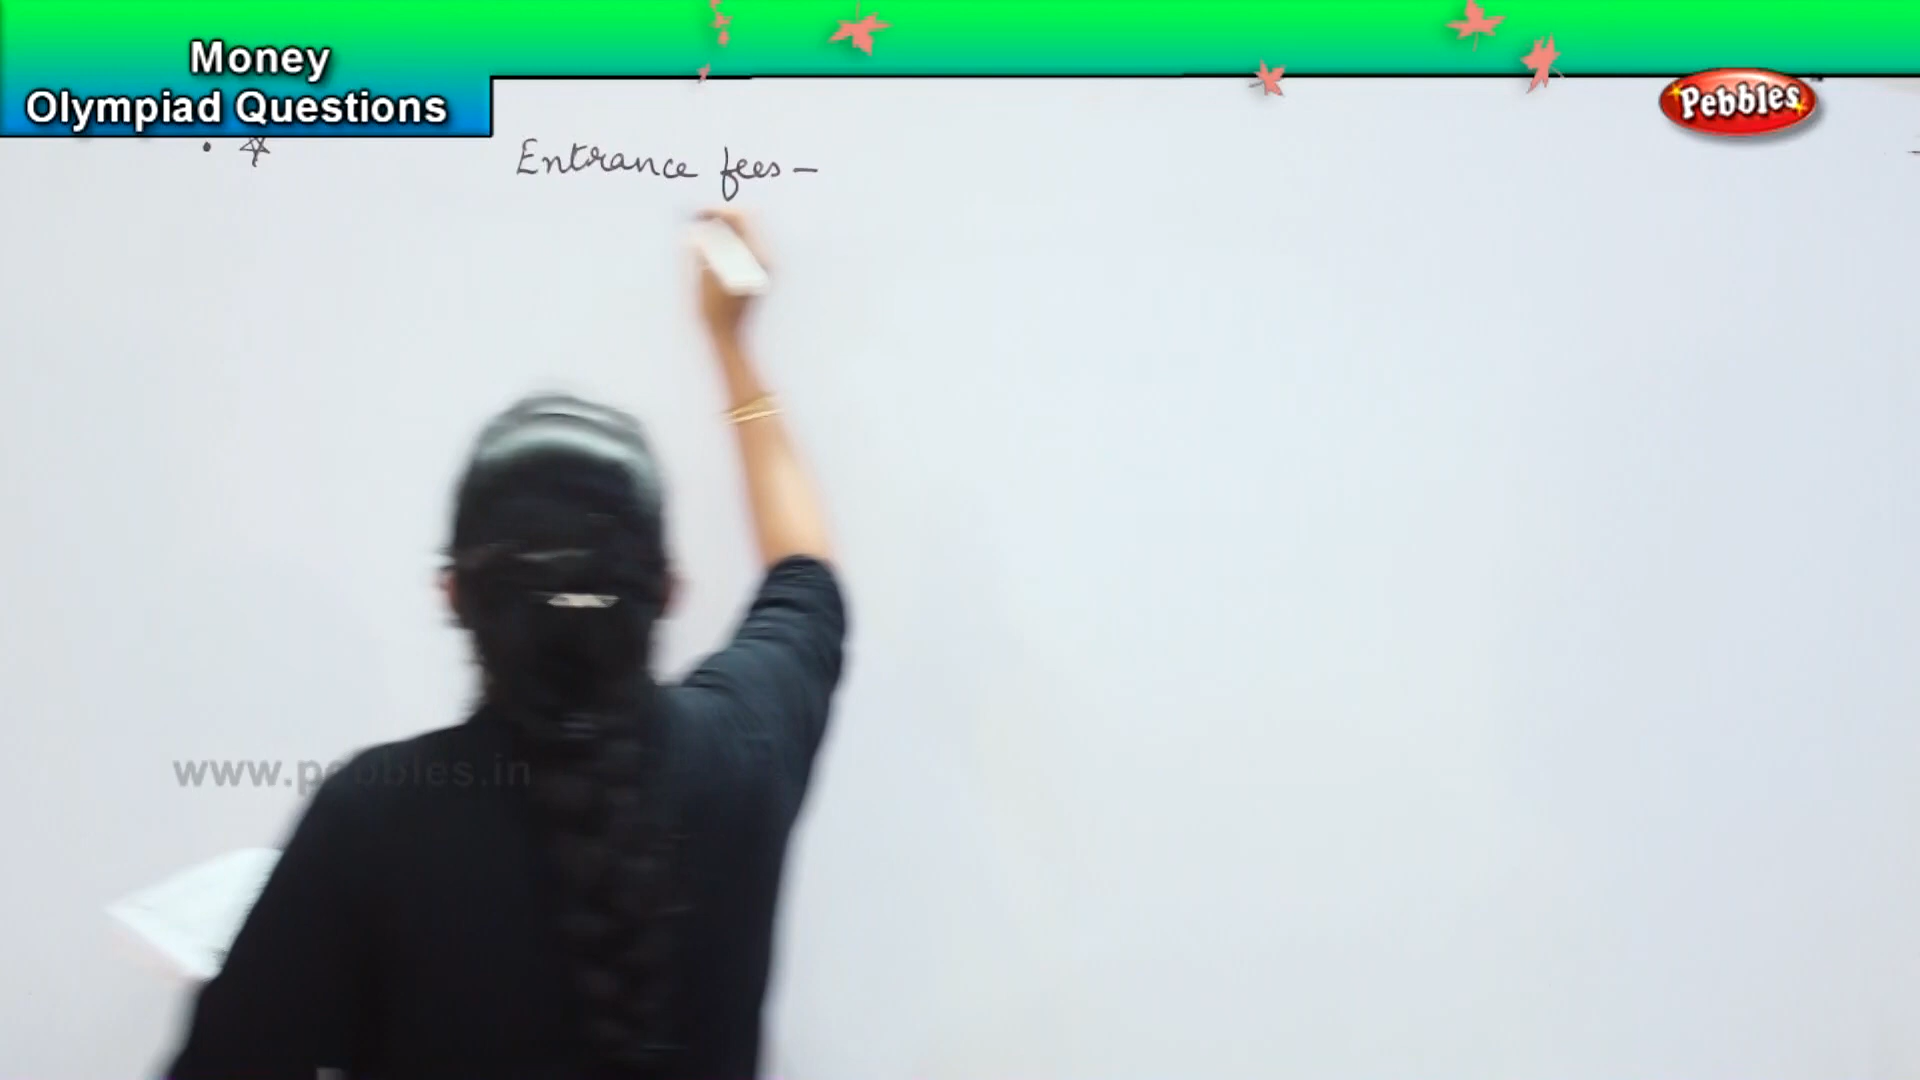 Money
Olympiad Questions
Pebbles
Entrance fees -
www.pebbles.in